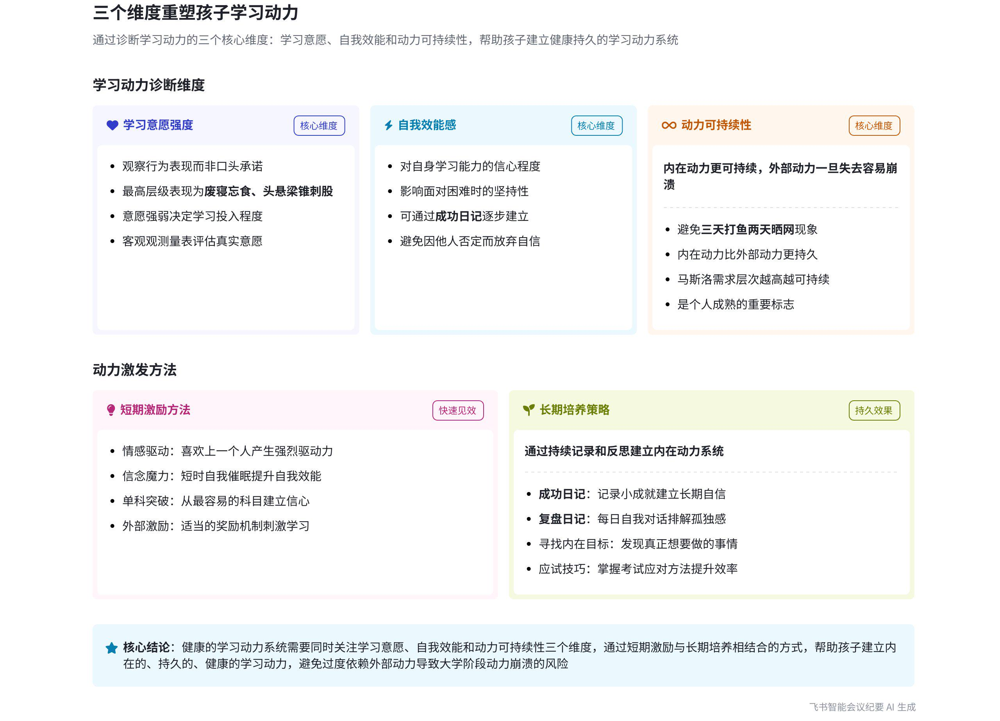 三个维度重塑孩子学习动力
通过诊断学习动力的三个核心维度：学习意愿、自我效能和动力可持续性，帮助孩子建立健康持久的学习动力系统
学习动力诊断维度
学习意愿强度
核心维度
观察行为表现而非口头承诺
最高层级表现为废寝忘食、头悬梁锥刺股
意愿强弱决定学习投入程度
客观观测量表评估真实意愿
自我效能感
核心维度
对自身学习能力的信心程度
影响面对困难时的坚持性
可通过成功日记逐步建立
避免因他人否定而放弃自信
动力可持续性
核心维度
内在动力更可持续，外部动力一旦失去容易崩
溃
避免三天打鱼两天晒网现象
内在动力比外部动力更持久
马斯洛需求层次越高越可持续
是个人成熟的重要标志
动力激发方法
短期激励方法
快速见效
情感驱动：喜欢上一个人产生强烈驱动力
信念魔力：短时自我催眠提升自我效能
单科突破：从最容易的科目建立信心
外部激励：适当的奖励机制刺激学习
长期培养策略
持久效果
通过持续记录和反思建立内在动力系统
成功日记：记录小成就建立长期自信
复盘日记：每日自我对话排解孤独感
寻找内在目标：发现真正想要做的事情
应试技巧：掌握考试应对方法提升效率
核心结论：健康的学习动力系统需要同时关注学习意愿、自我效能和动力可持续性三个维度，通过短期激励与长期培养相结合的方式，帮助孩子建立内
在的、持久的、健康的学习动力，避免过度依赖外部动力导致大学阶段动力崩溃的风险
飞书智能会议纪要 AI 生成